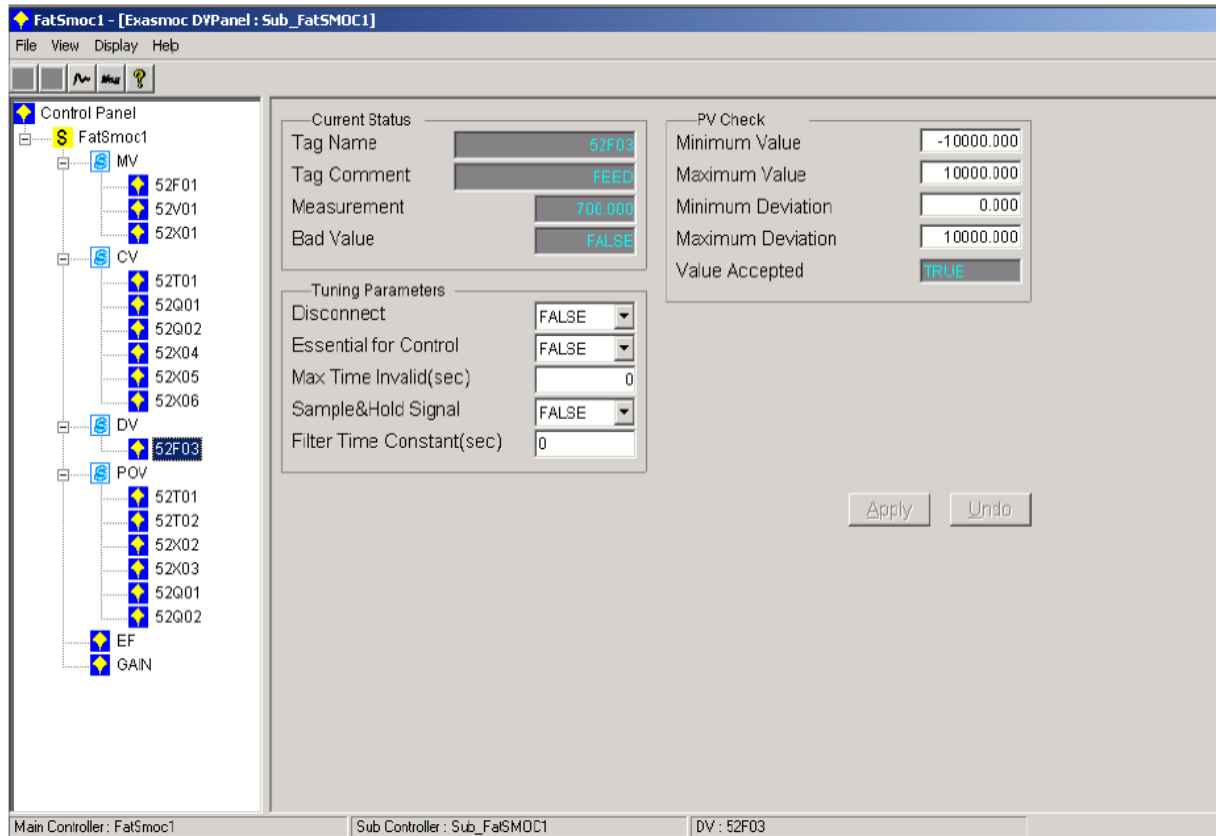 FatSmoc1 - [Exasmoc DVPanel : Sub_FatSMOC1]
File View Display Help
Control Panel
S FatSmoc1
MV
52F01
52V01
52X01
CV
52T01
52Q01
52Q02
52X04
52X05
52X06
DV
52F03
POV
52T01
52T02
52X02
52X03
52Q01
52Q02
EF
GAIN
Current Status
Tag Name 52F03
Tag Comment FEED
Measurement 700.000
Bad Value FALSE
Tuning Parameters
Disconnect FALSE
Essential for Control FALSE
Max Time Invalid(sec) 0
Sample&Hold Signal FALSE
Filter Time Constant(sec) 0
PV Check
Minimum Value -10000.000
Maximum Value 10000.000
Minimum Deviation 0.000
Maximum Deviation 10000.000
Value Accepted TRUE
Apply Undo
Main Controller : FatSmoc1 Sub Controller : Sub_FatSMOC1 DV : 52F03